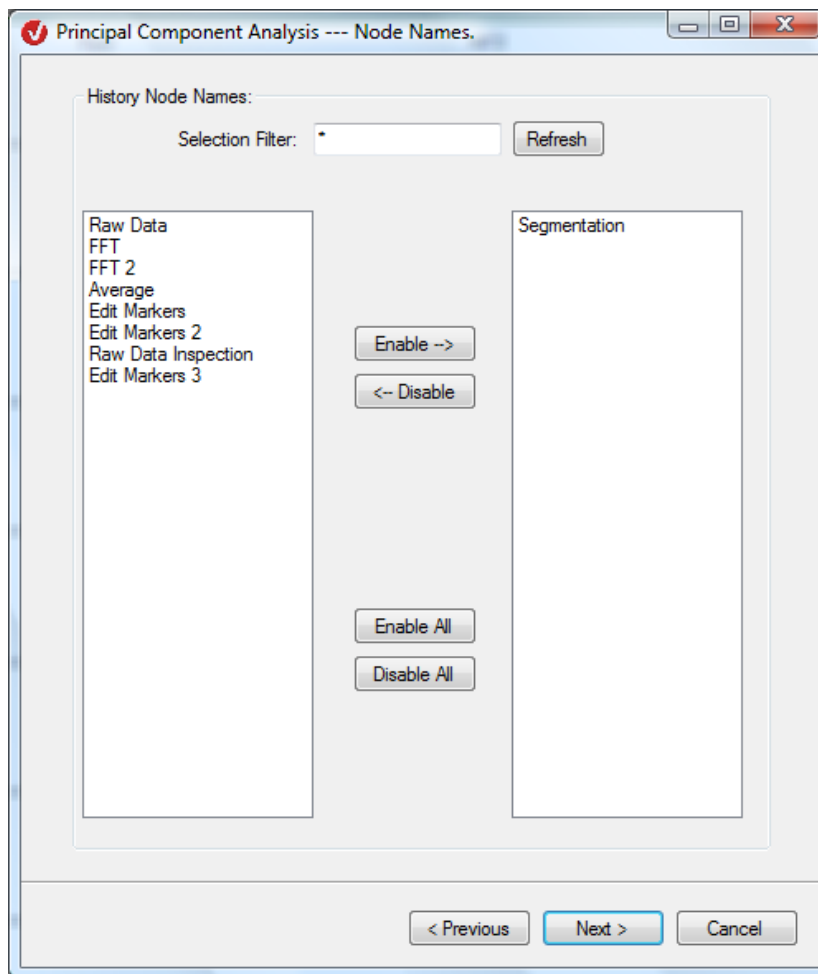 Principal Component Analysis --- Node Names.
History Node Names:
Selection Filter: * Refresh
Raw Data
FFT
FFT 2
Average
Edit Markers
Edit Markers 2
Raw Data Inspection
Edit Markers 3
Enable -->
<-- Disable
Enable All
Disable All
Segmentation
< Previous Next > Cancel